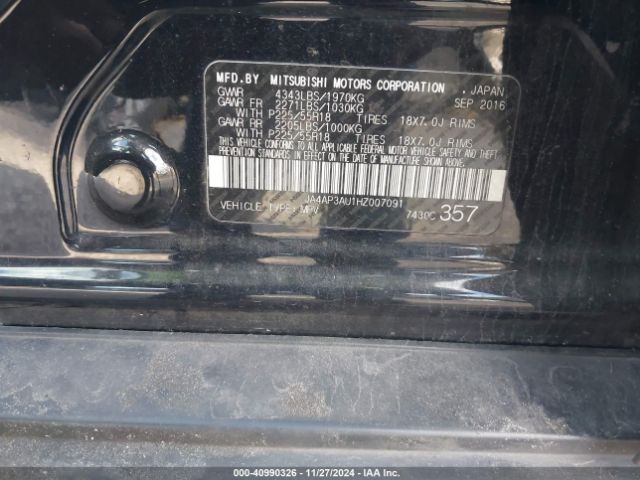 MFD.BY MITSUBISHI MOTORS CORPORATION , JAPAN
GVWR 4343LBS/1970KG SEP 2016
GAWR FR 2271LBS/1030KG
WITH P225/55R18 TIRES 18X7.0J RIMS
GAWR RR 2205LBS/1000KG
WITH P225/55R18 TIRES 18X7.0J RIMS
THIS VEHICLE CONFORMS TO ALL APPLICABLE FEDERAL MOTOR VEHICLE SAFETY AND THEFT
PREVENTION STANDARDS IN EFFECT ON THE DATE OF MANUFACTURE SHOWN ABOVE.
JA4AP3AU1HZ007091
VEHICLE TYPE:MPV 7430C 357
000-40990326 - 11/27/2024 - IAA Inc.